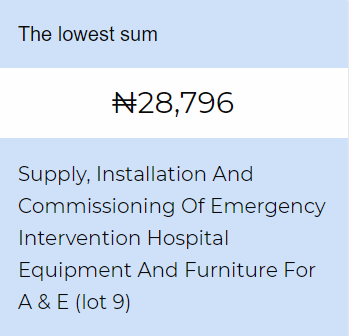 The lowest sum
₦28,796
Supply, Installation And
Commissioning Of Emergency
Intervention Hospital
Equipment And Furniture For
A & E (lot 9)